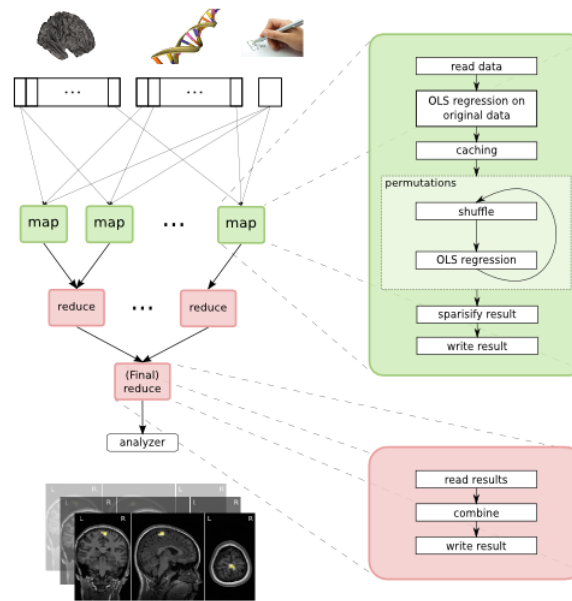 ...
...
map
map
...
map
reduce
...
reduce
(Final)
reduce
analyzer
L
R
L
R
L
R
L
R
read data
OLS regression on
original data
caching
permutations
shuffle
OLS regression
sparisify result
write result
read results
combine
write result